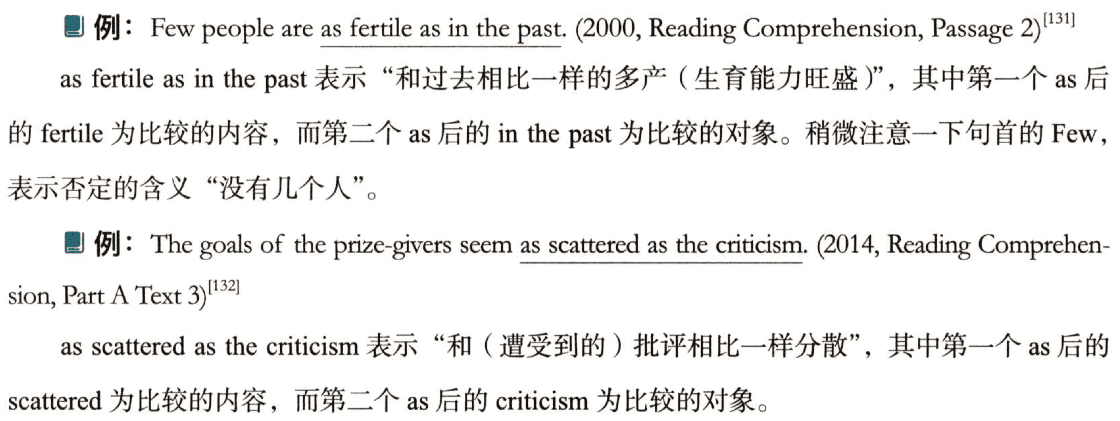 例：Few people are as fertile as in the past. (2000, Reading Comprehension, Passage 2)[131]
as fertile as in the past 表示“和过去相比一样的多产（生育能力旺盛）”，其中第一个 as 后
的 fertile 为比较的内容，而第二个 as 后的 in the past 为比较的对象。稍微注意一下句首的 Few，
表示否定的含义“没有几个人”。
例：The goals of the prize-givers seem as scattered as the criticism. (2014, Reading Comprehen-
sion, Part A Text 3)[132]
as scattered as the criticism 表示“和（遭受到的）批评相比一样分散”，其中第一个 as 后的
scattered 为比较的内容，而第二个 as 后的 criticism 为比较的对象。